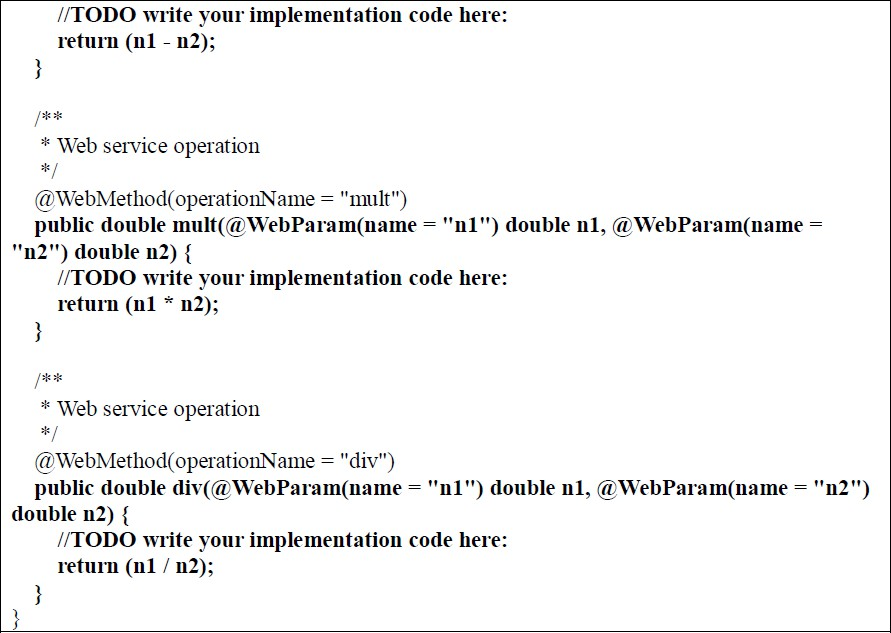 //TODO write your implementation code here:
return (n1 - n2);
}
/**
* Web service operation
*/
@WebMethod(operationName = "mult")
public double mult(@WebParam(name = "n1") double n1, @WebParam(name =
"n2") double n2) {
//TODO write your implementation code here:
return (n1 * n2);
}
/**
* Web service operation
*/
@WebMethod(operationName = "div")
public double div(@WebParam(name = "n1") double n1, @WebParam(name = "n2")
double n2) {
//TODO write your implementation code here:
return (n1 / n2);
}
}